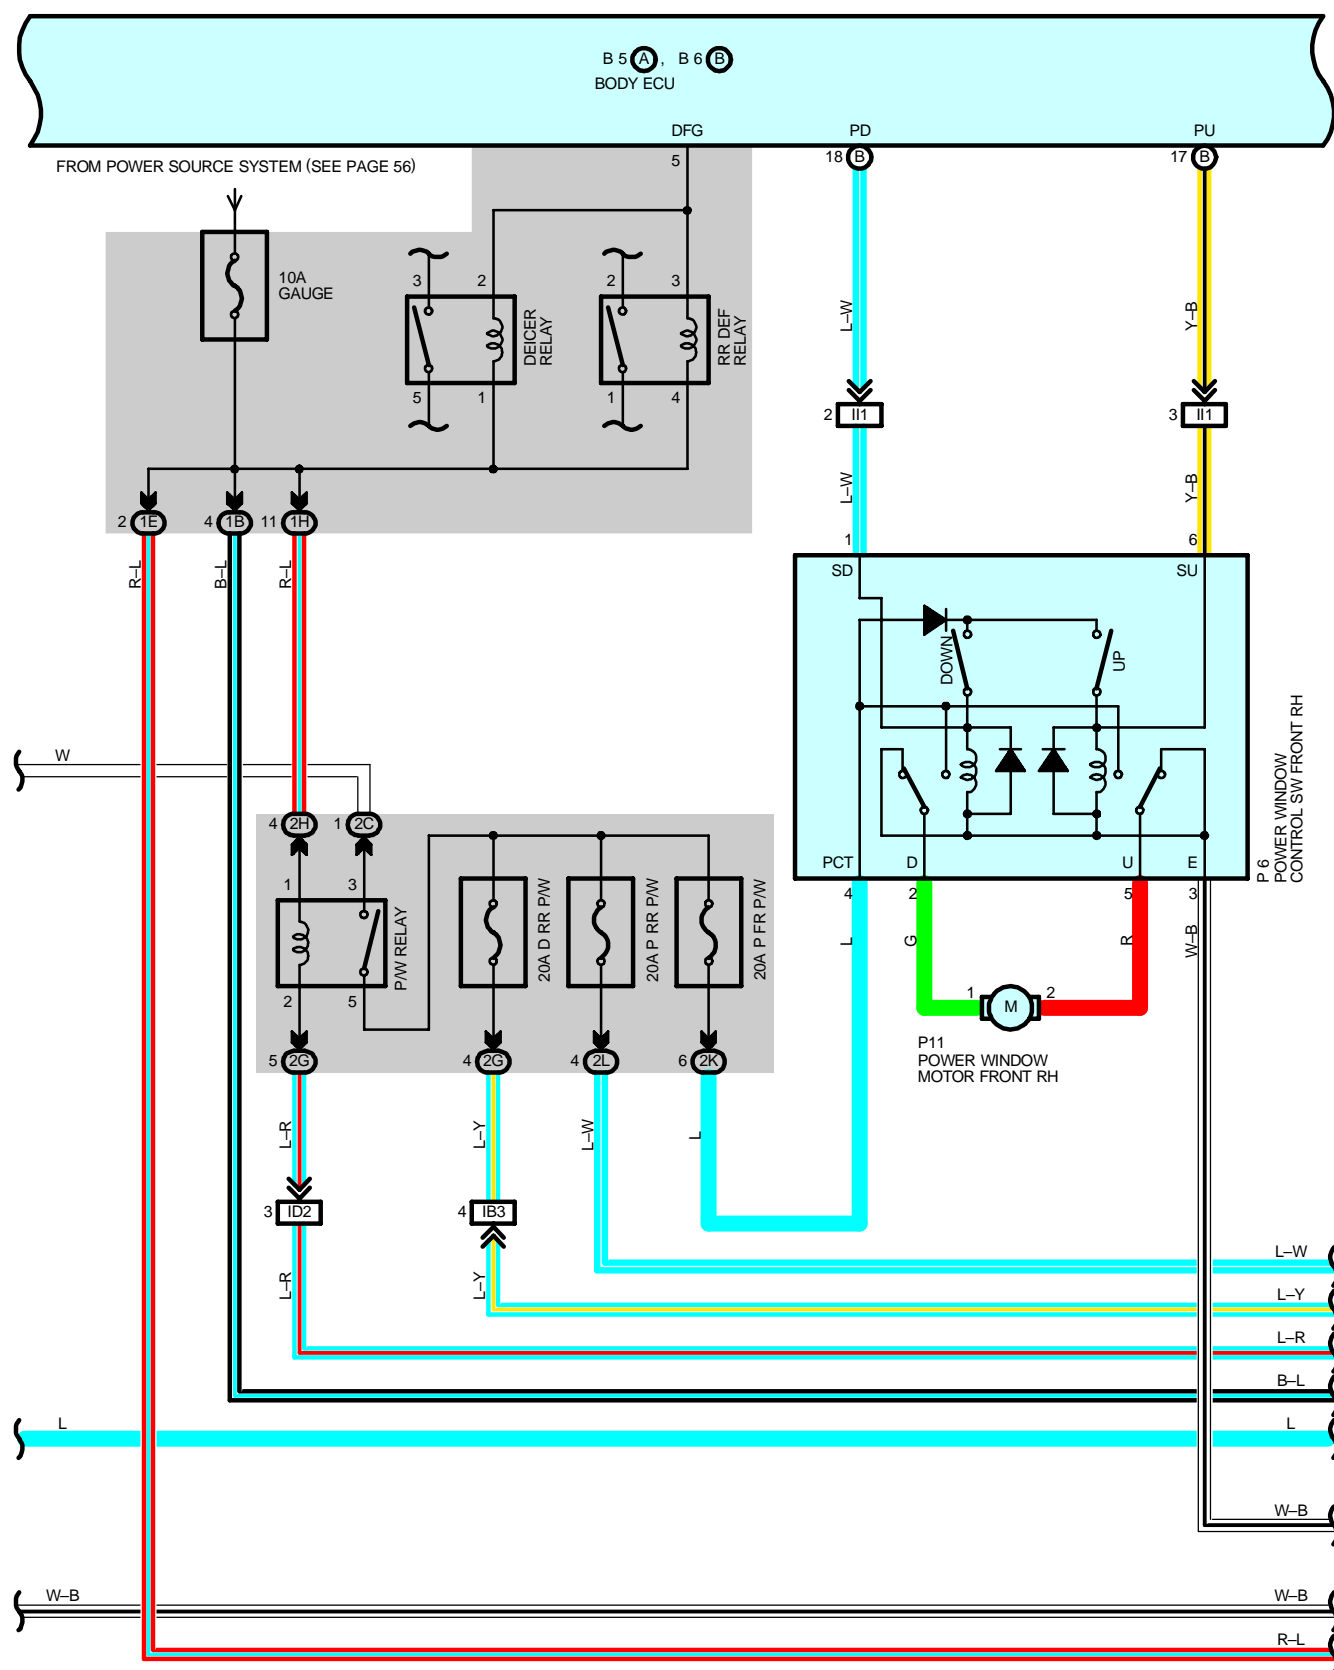 B 5 A , B 6 B
BODY ECU
DFG
PD
PU
5
18 B
17 B
FROM POWER SOURCE SYSTEM (SEE PAGE 56)
10A
GAUGE
3
2
DEICER
RELAY
5
1
2
3
RR DEF
RELAY
1
4
L–W
Y–B
2 II1
3 II1
L–W
Y–B
2 1E
4 1B
11 1H
R–L
B–L
R–L
1
6
SD
SU
DOWN
UP
PCT
D
U
E
P 6
POWER WINDOW
CONTROL SW FRONT RH
4
2
5
3
L
G
R
W–B
1
M
2
P11
POWER WINDOW
MOTOR FRONT RH
W
4 2H
1 2C
1
3
P/W RELAY
2
5
20A D RR P/W
20A P RR P/W
20A P FR P/W
5 2G
4 2G
4 2L
6 2K
L–R
L–Y
L–W
L
3 ID2
4 IB3
L–R
L–Y
L–W
L–Y
L–R
B–L
L
L
W–B
W–B
W–B
R–L